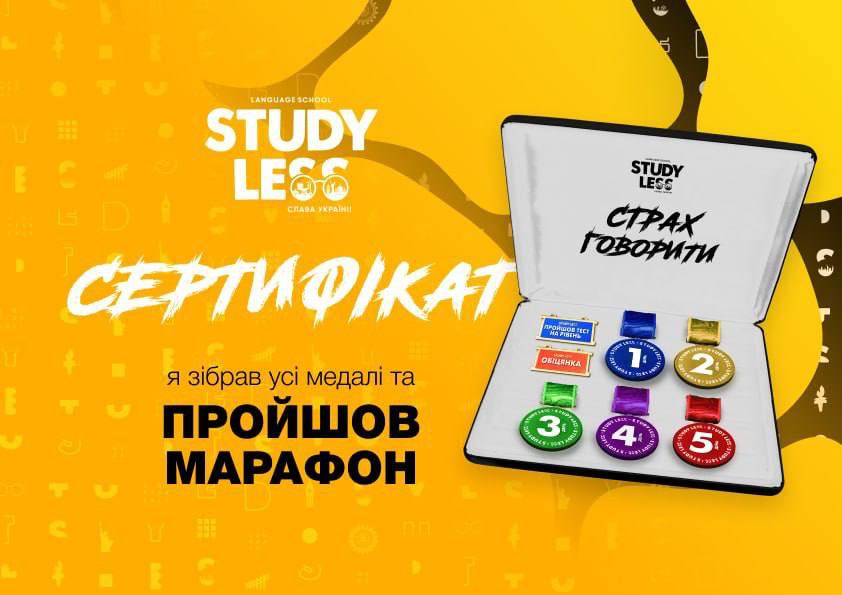 LANGUAGE SCHOOL
STUDY
LESS
СЛАВА УКРАЇНІ!
СЕРТИФІКАТ
я зібрав усі медалі та
ПРОЙШОВ
МАРАФОН
STUDY
LESS
СТРАХ
ГОВОРИТИ
ПРОЙШОВ ТЕСТ
НА РІВЕНЬ
ОБІЦЯНКА
1
2
3
4
5